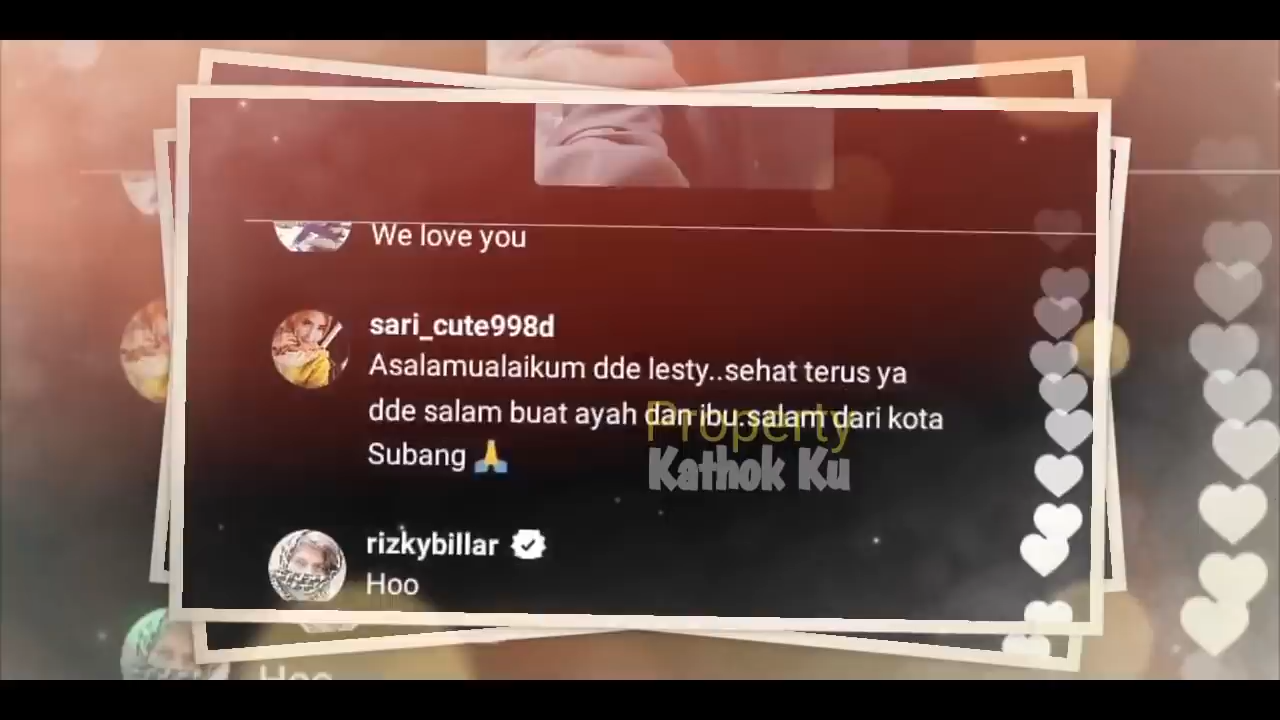 We love you
sari_cute998d
Asalamualaikum dde lesty..sehat terus ya
dde salam buat ayah dan ibu.salam dari kota
Subang 🙏
Property
Kathok Ku
rizkybillar
Hoo
Hoo